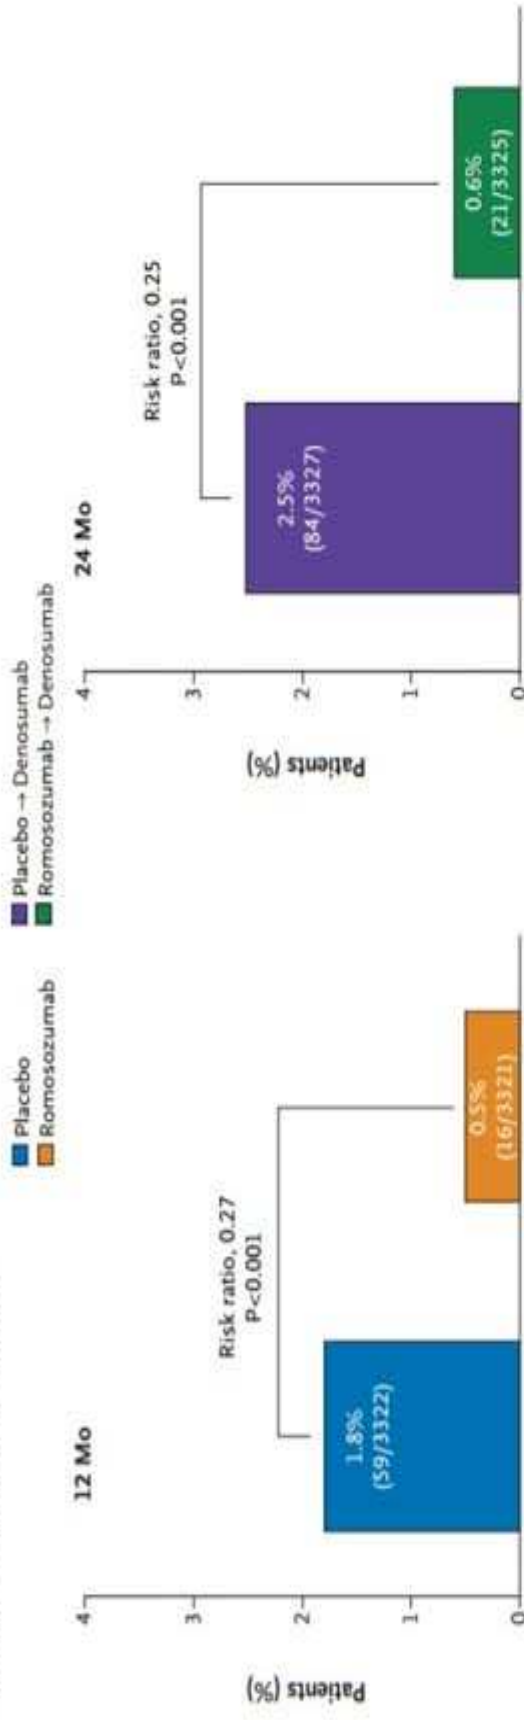 Placebo
Romosozumab
Placebo → Denosumab
Romosozumab → Denosumab
12 Mo
Patients (%)
4
3
2
1
0
Risk ratio, 0.27
P<0.001
1.8%
(59/3322)
0.5%
(16/3321)
24 Mo
Patients (%)
4
3
2
1
0
Risk ratio, 0.25
P<0.001
2.5%
(84/3327)
0.6%
(21/3325)